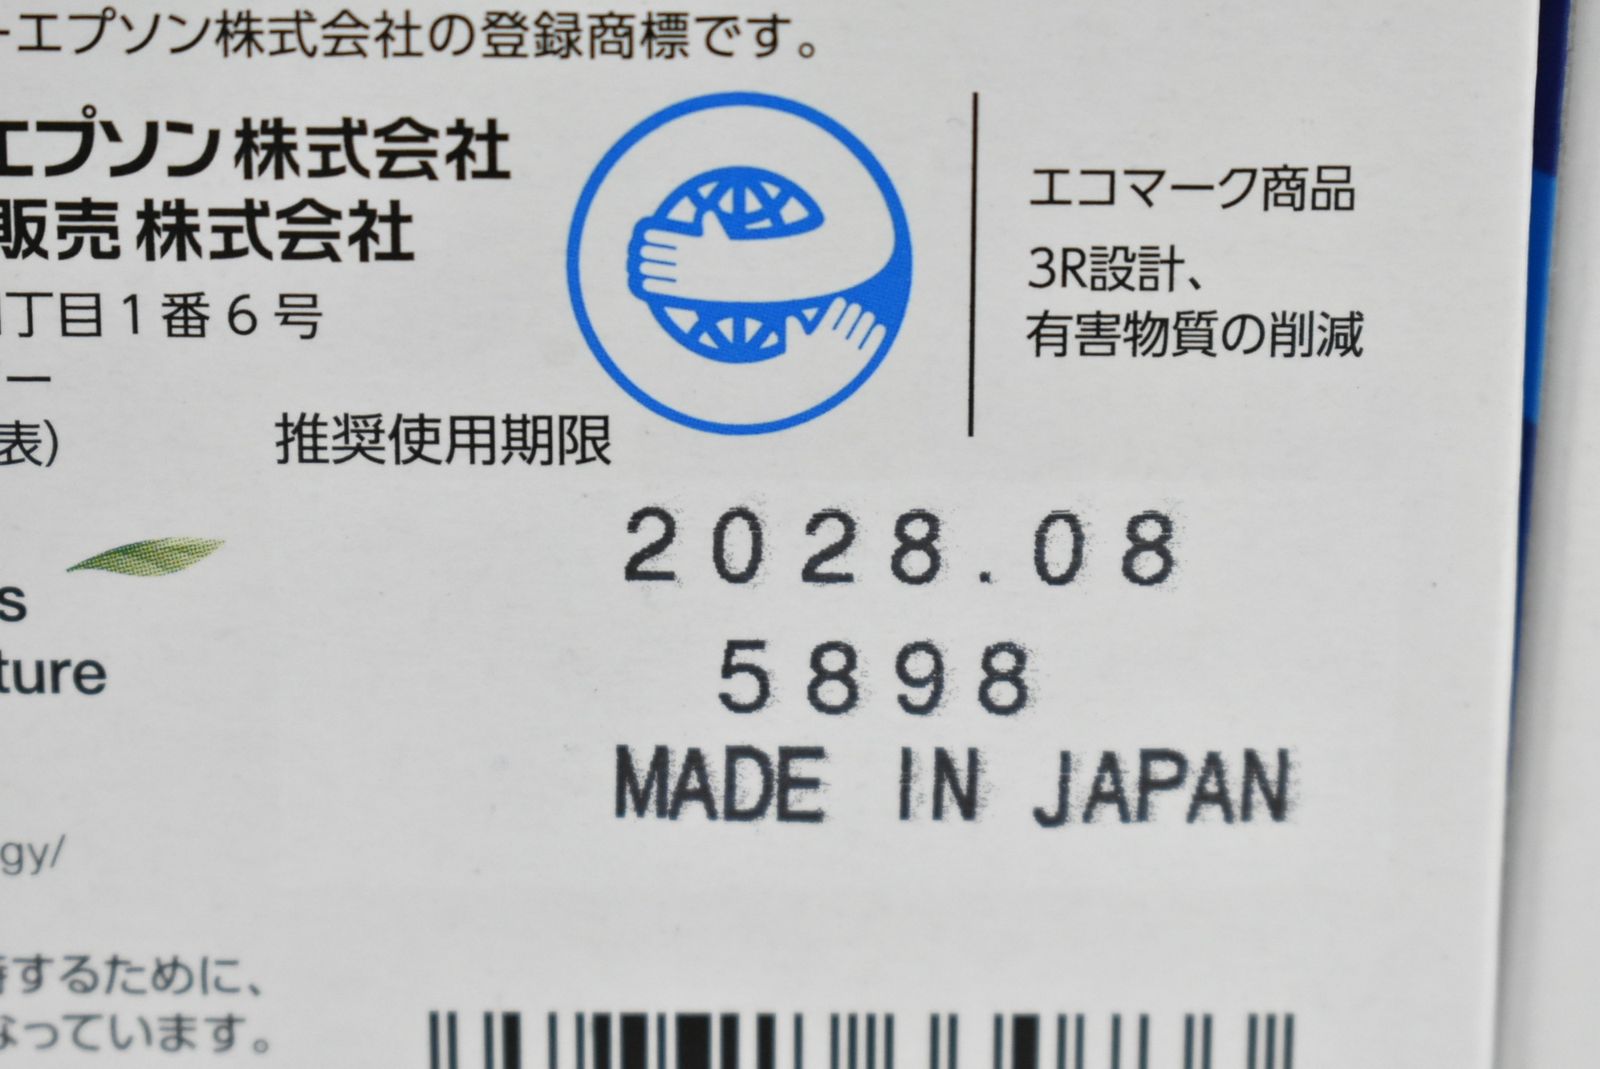 ーエプソン株式会社の登録商標です。
エプソン 株式会社
販売 株式会社
丁目1番6号
ー
表)
エコマーク商品
3R設計、
有害物質の削減
推奨使用期限
2028.08
5898
MADE IN JAPAN
s
ture
gy/
するために、
なっています。